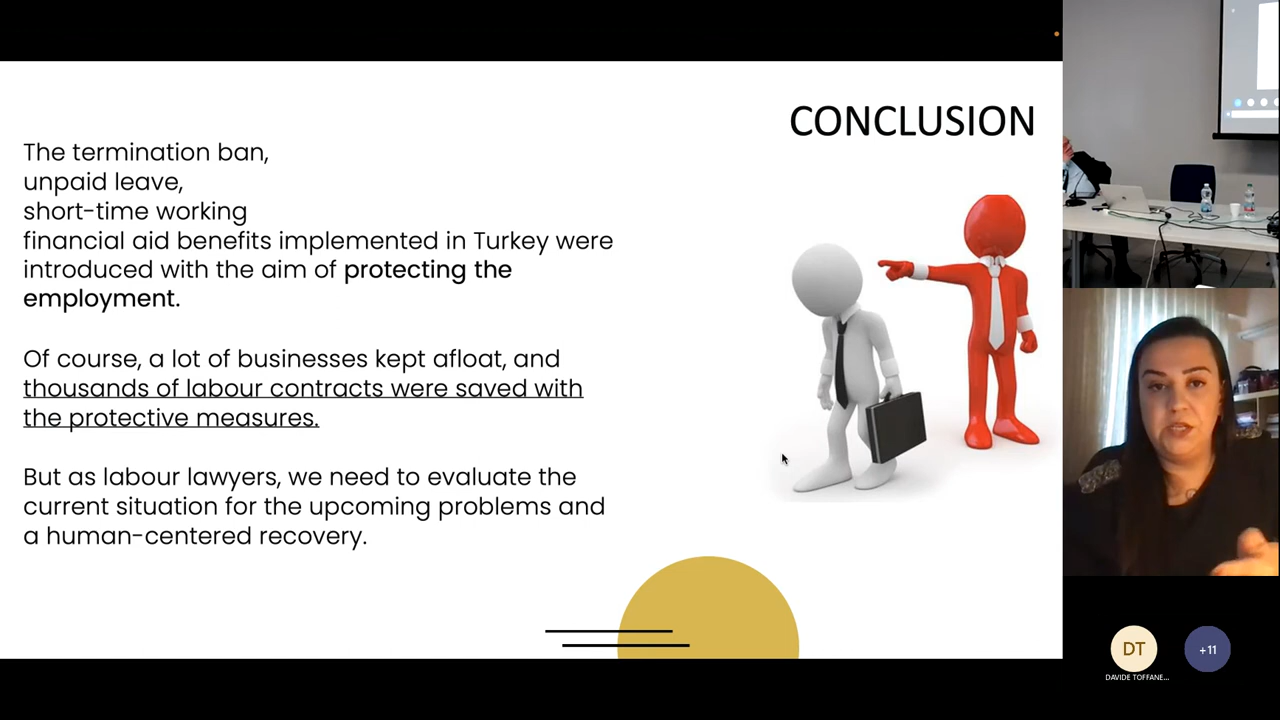 CONCLUSION
The termination ban,
unpaid leave,
short-time working
financial aid benefits implemented in Turkey were
introduced with the aim of protecting the
employment.
Of course, a lot of businesses kept afloat, and
thousands of labour contracts were saved with
the protective measures.
But as labour lawyers, we need to evaluate the
current situation for the upcoming problems and
a human-centered recovery.
DT
+11
DAVIDE TOFFANE...